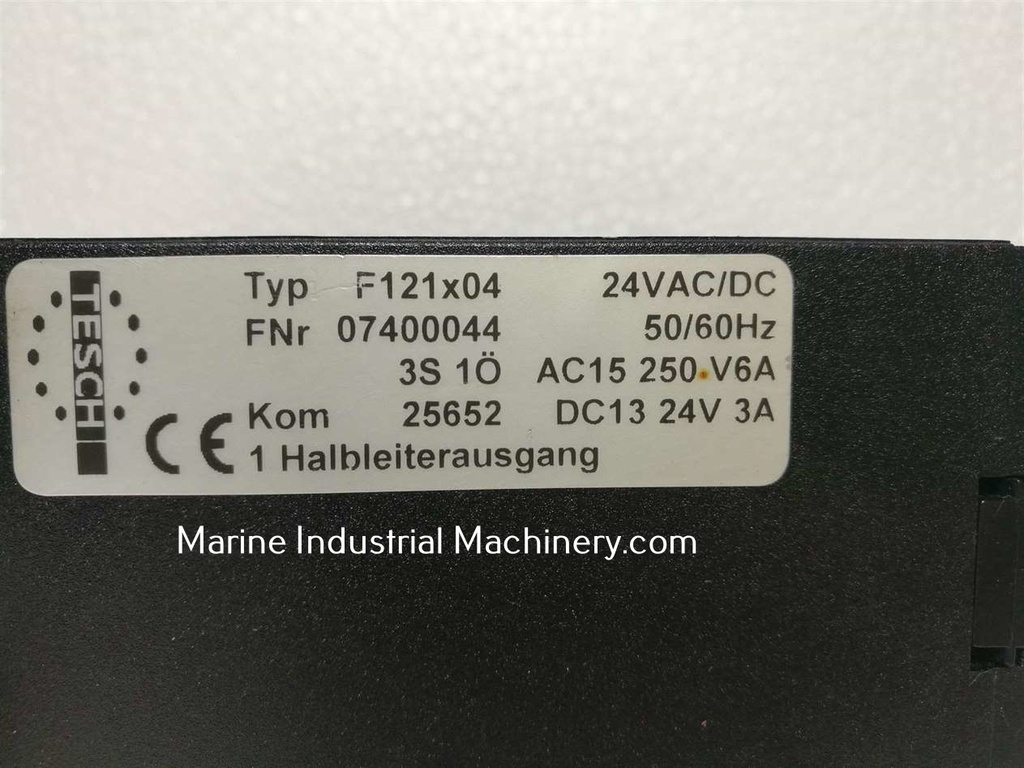 TESCH
Typ F121x04 24VAC/DC
FNr 07400044 50/60Hz
3S 1Ö AC15 250 V6A
Kom 25652 DC13 24V 3A
CE 1 Halbleiterausgang
Marine Industrial Machinery.com